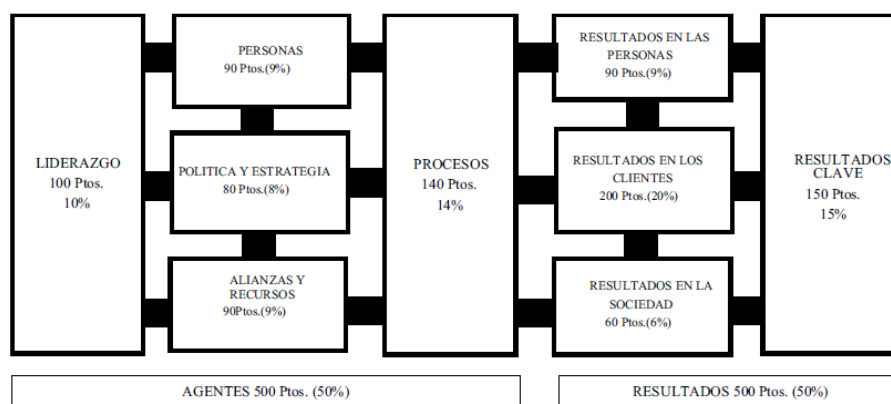 LIDERAZGO
100 Ptos.
10%
PERSONAS
90 Ptos.(9%)
POLITICA Y ESTRATEGIA
80 Ptos.(8%)
ALIANZAS Y
RECURSOS
90Ptos.(9%)
PROCESOS
140 Ptos.
14%
RESULTADOS EN LAS
PERSONAS
90 Ptos.(9%)
RESULTADOS EN LOS
CLIENTES
200 Ptos.(20%)
RESULTADOS EN LA
SOCIEDAD
60 Ptos.(6%)
RESULTADOS
CLAVE
150 Ptos.
15%
AGENTES 500 Ptos. (50%)
RESULTADOS 500 Ptos. (50%)